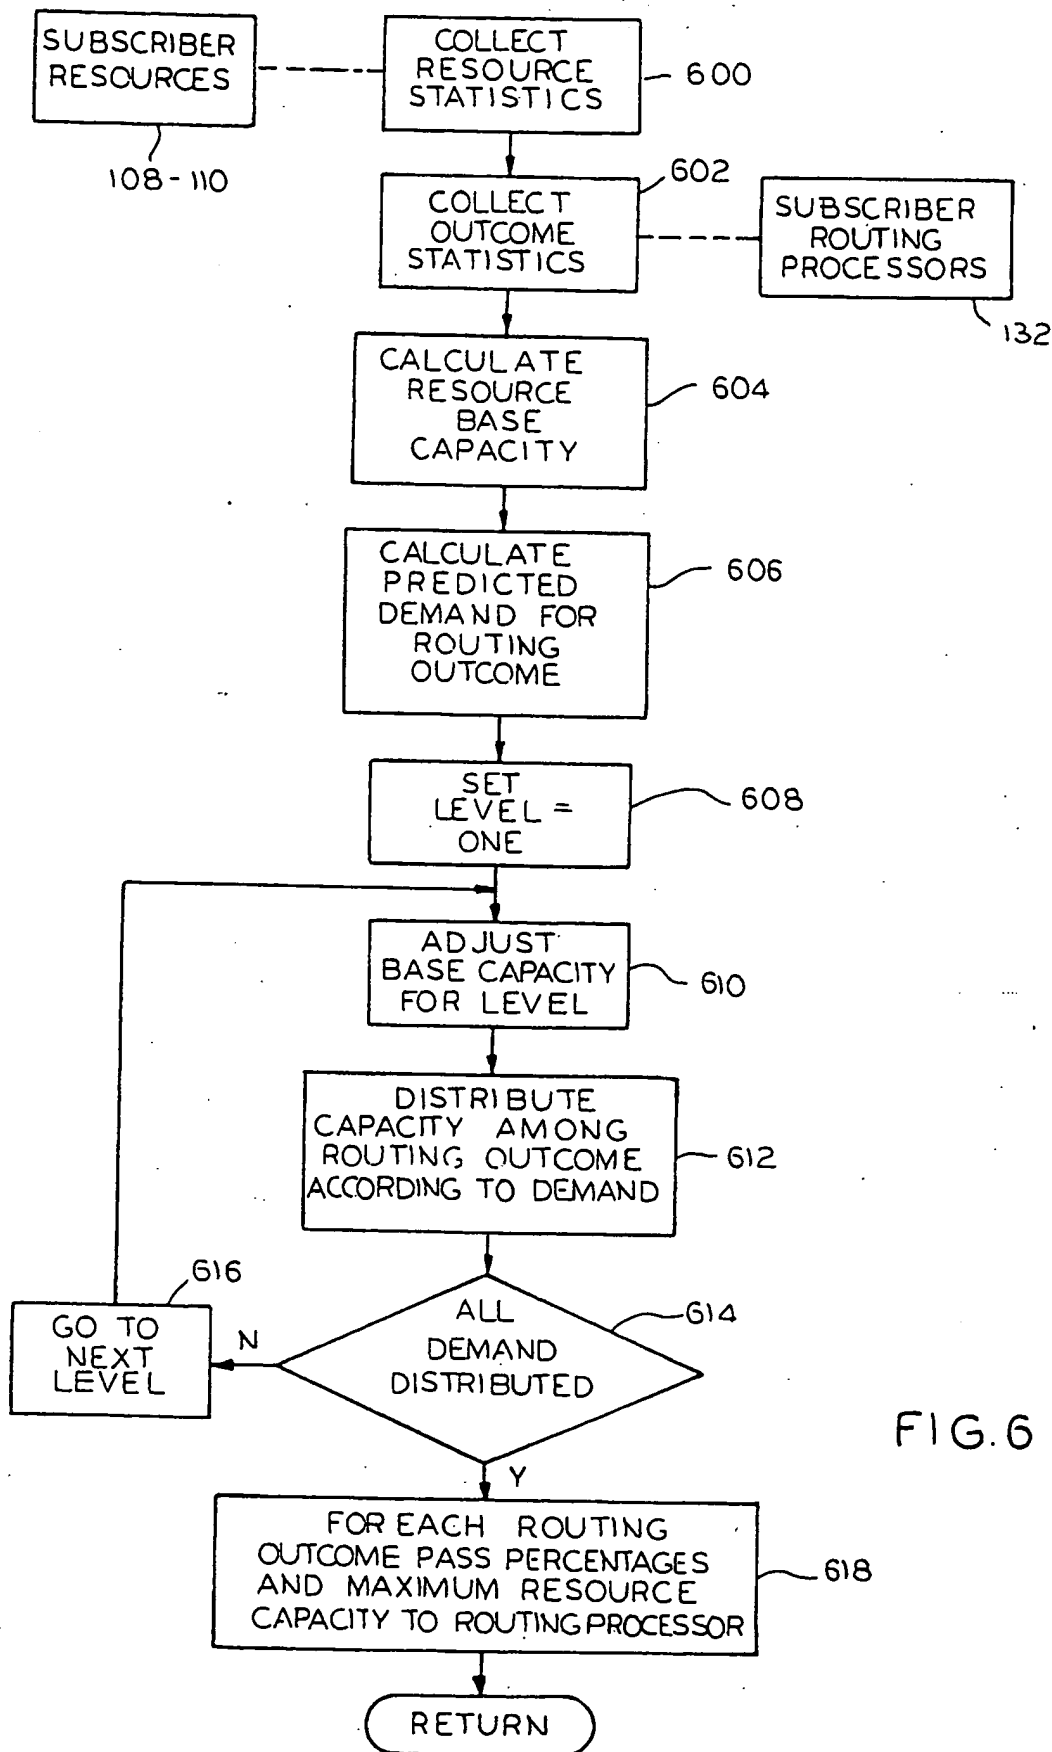 SUBSCRIBER
RESOURCES
108-110
COLLECT
RESOURCE
STATISTICS
600
COLLECT
OUTCOME
STATISTICS
602
SUBSCRIBER
ROUTING
PROCESSORS
132
CALCULATE
RESOURCE
BASE
CAPACITY
604
CALCULATE
PREDICTED
DEMAND FOR
ROUTING
OUTCOME
606
SET
LEVEL =
ONE
608
ADJUST
BASE CAPACITY
FOR LEVEL
610
DISTRIBUTE
CAPACITY AMONG
ROUTING OUTCOME
ACCORDING TO DEMAND
612
ALL
DEMAND
DISTRIBUTED
614
N
616
GO TO
NEXT
LEVEL
Y
FOR EACH ROUTING
OUTCOME PASS PERCENTAGES
AND MAXIMUM RESOURCE
CAPACITY TO ROUTING PROCESSOR
618
RETURN
FIG. 6